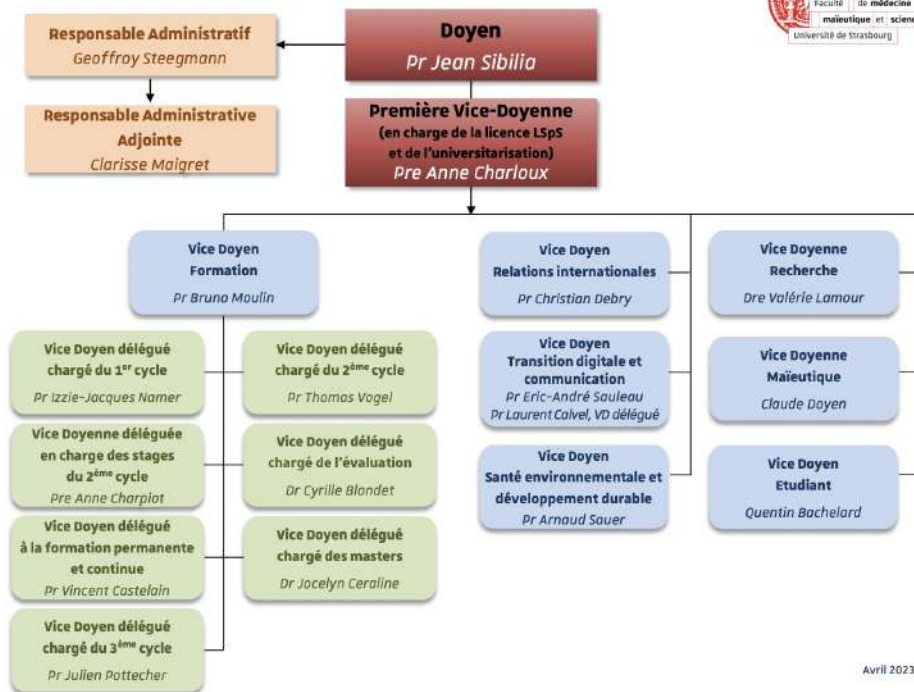 Faculté de médecine
maïeutique et scienc
Université de Strasbourg
Responsable Administratif
Geoffroy Steegmann
Doyen
Pr Jean Sibilia
Responsable Administrative
Adjointe
Clarisse Maigret
Première Vice-Doyenne
(en charge de la licence LSpS
et de l'universitarisation)
Pre Anne Charloux
Vice Doyen
Formation
Pr Bruno Moulin
Vice Doyen
Relations internationales
Pr Christian Debry
Vice Doyenne
Recherche
Dre Valérie Lamour
Vice Doyen délégué
chargé du 1er cycle
Pr Izzie-Jacques Namer
Vice Doyen délégué
chargé du 2ème cycle
Pr Thomas Vogel
Vice Doyen
Transition digitale et
communication
Pr Eric-André Sauleau
Pr Laurent Calvel, VD délégué
Vice Doyenne
Maïeutique
Claude Doyen
Vice Doyenne déléguée
en charge des stages
du 2ème cycle
Pre Anne Charpiot
Vice Doyen délégué
chargé de l'évaluation
Dr Cyrille Blondet
Vice Doyen
Santé environnementale et
développement durable
Pr Arnaud Sauer
Vice Doyen
Etudiant
Quentin Bachelard
Vice Doyen délégué
à la formation permanente
et continue
Pr Vincent Castelain
Vice Doyen délégué
chargé des masters
Dr Jocelyn Ceraline
Vice Doyen délégué
chargé du 3ème cycle
Pr Julien Pottecher
Avril 2023